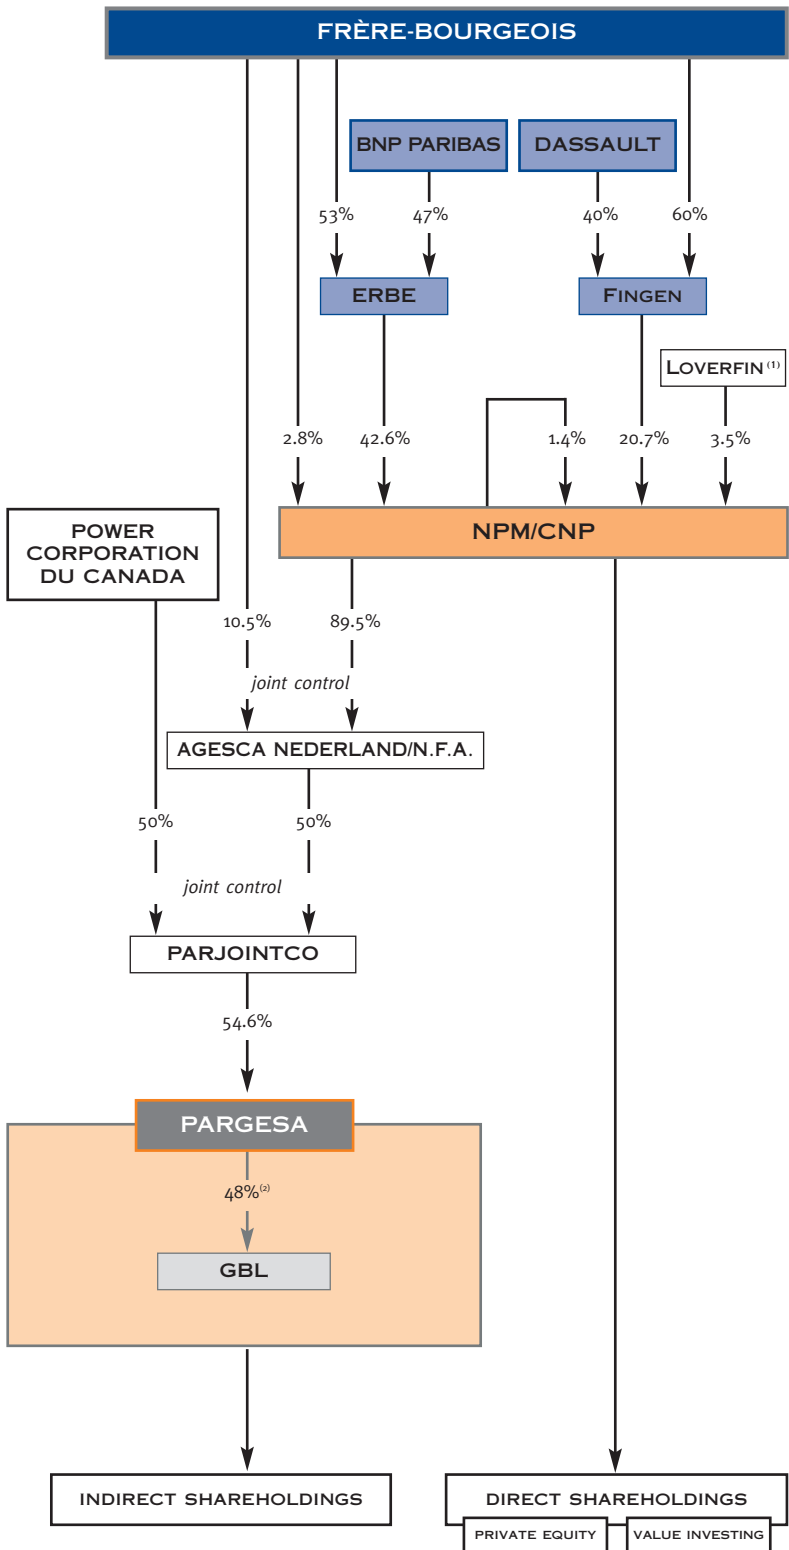 FRÈRE-BOURGEOIS
BNP PARIBAS
DASSAULT
53%
47%
40%
60%
ERBE
FINGEN
LOVERFIN (1)
2.8%
42.6%
1.4%
20.7%
3.5%
NPM/CNP
POWER
CORPORATION
DU CANADA
10.5%
89.5%
joint control
AGESCA NEDERLAND/N.F.A.
50%
50%
joint control
PARJOINTCO
54.6%
PARGESA
48%(2)
GBL
INDIRECT SHAREHOLDINGS
DIRECT SHAREHOLDINGS
PRIVATE EQUITY
VALUE INVESTING